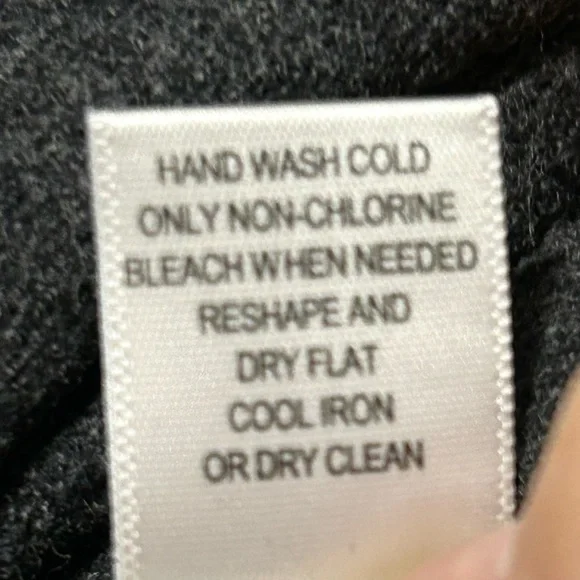 HAND WASH COLD
ONLY NON-CHLORINE
BLEACH WHEN NEEDED
RESHAPE AND
DRY FLAT
COOL IRON
OR DRY CLEAN